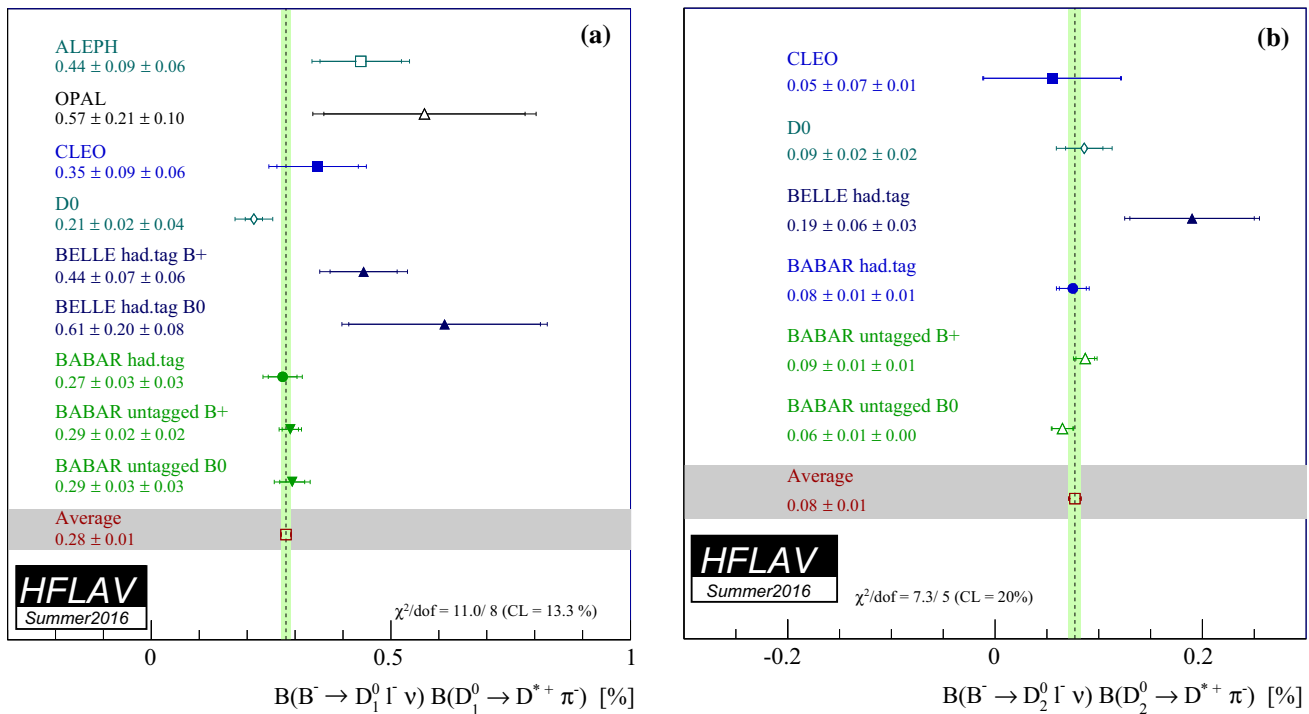 (a)
ALEPH
0.44 ± 0.09 ± 0.06
OPAL
0.57 ± 0.21 ± 0.10
CLEO
0.35 ± 0.09 ± 0.06
D0
0.21 ± 0.02 ± 0.04
BELLE had.tag B+
0.44 ± 0.07 ± 0.06
BELLE had.tag B0
0.61 ± 0.20 ± 0.08
BABAR had.tag
0.27 ± 0.03 ± 0.03
BABAR untagged B+
0.29 ± 0.02 ± 0.02
BABAR untagged B0
0.29 ± 0.03 ± 0.03
Average
0.28 ± 0.01
HFLAV
Summer2016
χ²/dof = 11.0/ 8 (CL = 13.3 %)
0 0.5 1
B(B⁻ → D₁⁰ l⁻ ν) B(D₁⁰ → D*⁺ π⁻) [%]
(b)
CLEO
0.05 ± 0.07 ± 0.01
D0
0.09 ± 0.02 ± 0.02
BELLE had.tag
0.19 ± 0.06 ± 0.03
BABAR had.tag
0.08 ± 0.01 ± 0.01
BABAR untagged B+
0.09 ± 0.01 ± 0.01
BABAR untagged B0
0.06 ± 0.01 ± 0.00
Average
0.08 ± 0.01
HFLAV
Summer2016
χ²/dof = 7.3/ 5 (CL = 20%)
-0.2 0 0.2
B(B⁻ → D₂⁰ l⁻ ν) B(D₂⁰ → D*⁺ π⁻) [%]